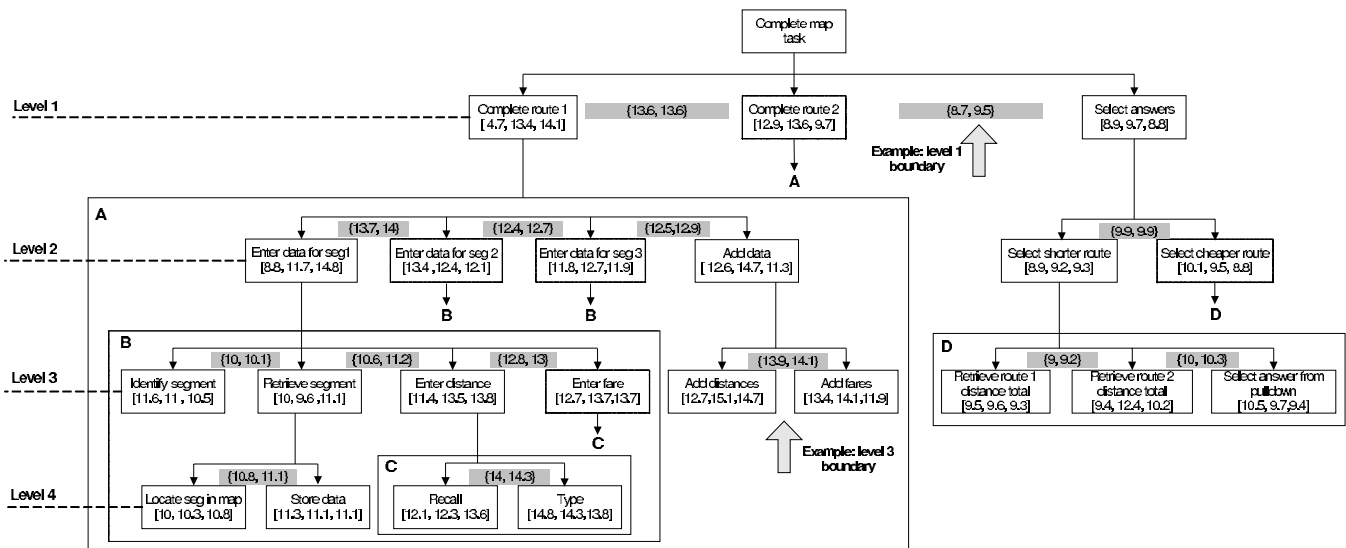 Complete map
task
Level 1
Complete route 1
[ 4.7, 13.4, 14.1]
{13.6, 13.6}
Complete route 2
[12.9, 13.6, 9.7]
{8.7, 9.5}
Select answers
[8.9, 9.7, 8.8]
Example: level 1
boundary
A
A
Level 2
{13.7, 14}
{12.4, 12.7}
{12.5,12.9}
Enter data for seg1
[8.8, 11.7, 14.8]
Enter data for seg 2
[13.4 ,12.4, 12.1]
Enter data for seg 3
[11.8, 12.7,11.9]
Add data
[ 12.6, 14.7, 11.3]
{9.9, 9.9}
Select shorter route
[8.9, 9.2, 9.3]
Select cheaper route
[10.1, 9.5, 8.8]
B
B
D
B
Level 3
{10, 10.1}
{10.6, 11.2}
{12.8, 13}
Identify segment
[11.6, 11 , 10.5]
Retrieve segment
[10, 9.6 ,11.1]
Enter distance
[11.4, 13.5, 13.8]
Enter fare
[12.7, 13.7,13.7]
C
{13.9, 14.1}
Add distances
[12.7,15.1,14.7]
Add fares
[13.4, 14.1,11.9]
Example: level 3
boundary
D
{9, 9.2}
{10, 10.3}
Retrieve route 1
distance total
[9.5, 9.6, 9.3]
Retrieve route 2
distance total
[9.4, 12.4, 10.2]
Select answer from
pulldown
[10.5, 9.7,9.4]
Level 4
{10.8, 11.1}
Locate seg in map
[10, 10.3, 10.8]
Store data
[11.3, 11.1, 11.1]
C
{14, 14.3}
Recall
[12.1, 12.3, 13.6]
Type
[14.8, 14.3,13.8]